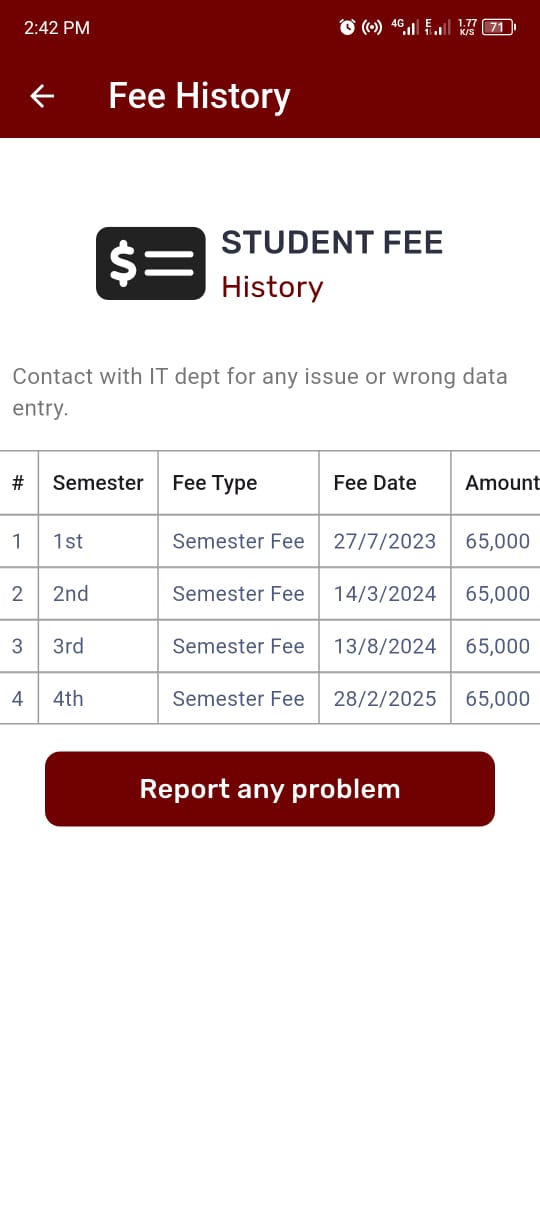 2:42 PM
4G E 1 1.77 K/S 71
Fee History
$
STUDENT FEE
History
Contact with IT dept for any issue or wrong data
entry.
# Semester Fee Type Fee Date Amount
1 1st Semester Fee 27/7/2023 65,000
2 2nd Semester Fee 14/3/2024 65,000
3 3rd Semester Fee 13/8/2024 65,000
4 4th Semester Fee 28/2/2025 65,000
Report any problem